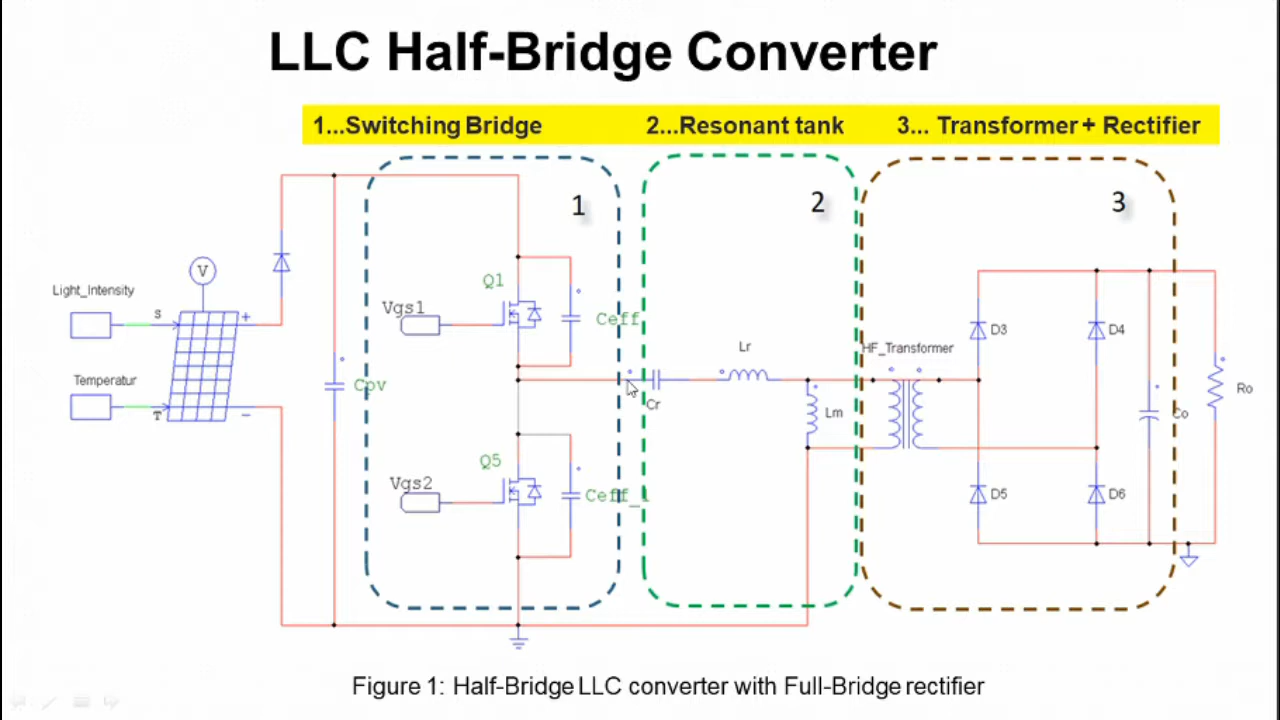 LLC Half-Bridge Converter
1...Switching Bridge 2...Resonant tank 3... Transformer + Rectifier
1
2
3
V
Light_Intensity
S
+
Temperatur
T
−
Cpv
Q1
Vgs1
Ceff
Q5
Vgs2
Ceff_1
Cr
Lr
Lm
HF_Transformer
D3
D4
D5
D6
Co
Ro
Figure 1: Half-Bridge LLC converter with Full-Bridge rectifier